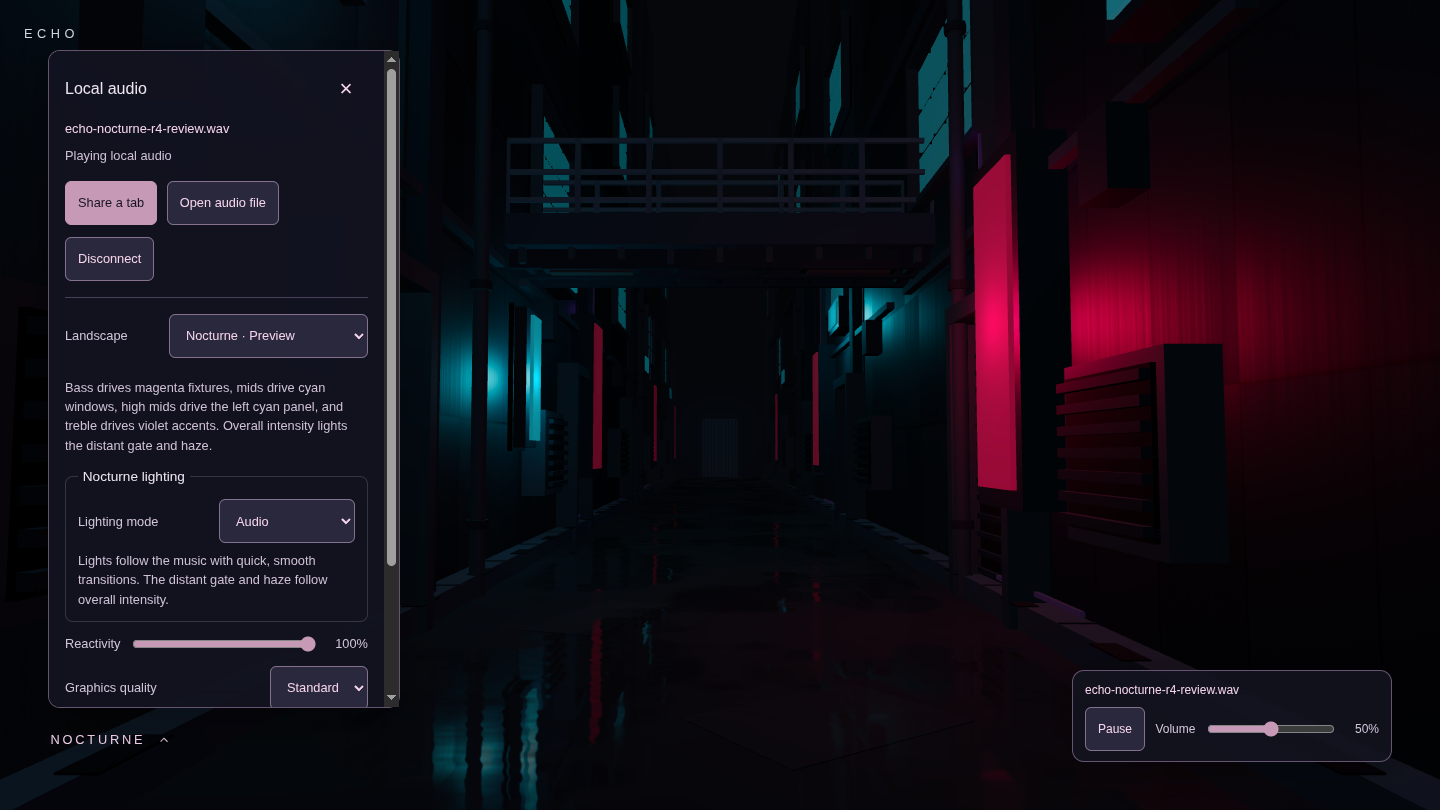 ECHO
Local audio ✕
echo-nocturne-r4-review.wav
Playing local audio
Share a tab
Open audio file
Disconnect
Landscape
Nocturne · Preview
Bass drives magenta fixtures, mids drive cyan
windows, high mids drive the left cyan panel, and
treble drives violet accents. Overall intensity lights
the distant gate and haze.
Nocturne lighting
Lighting mode
Audio
Lights follow the music with quick, smooth
transitions. The distant gate and haze follow
overall intensity.
Reactivity
100%
Graphics quality
Standard
NOCTURNE
echo-nocturne-r4-review.wav
Pause
Volume
50%